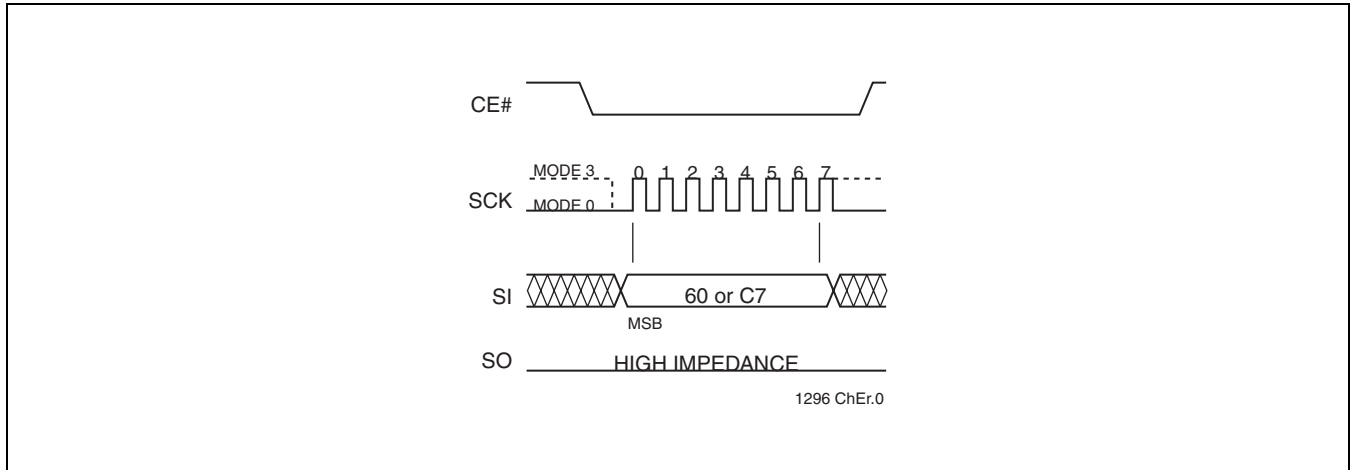 CE#
MODE 3
0 1 2 3 4 5 6 7
SCK
MODE 0
SI
60 or C7
MSB
SO
HIGH IMPEDANCE
1296 ChEr.0